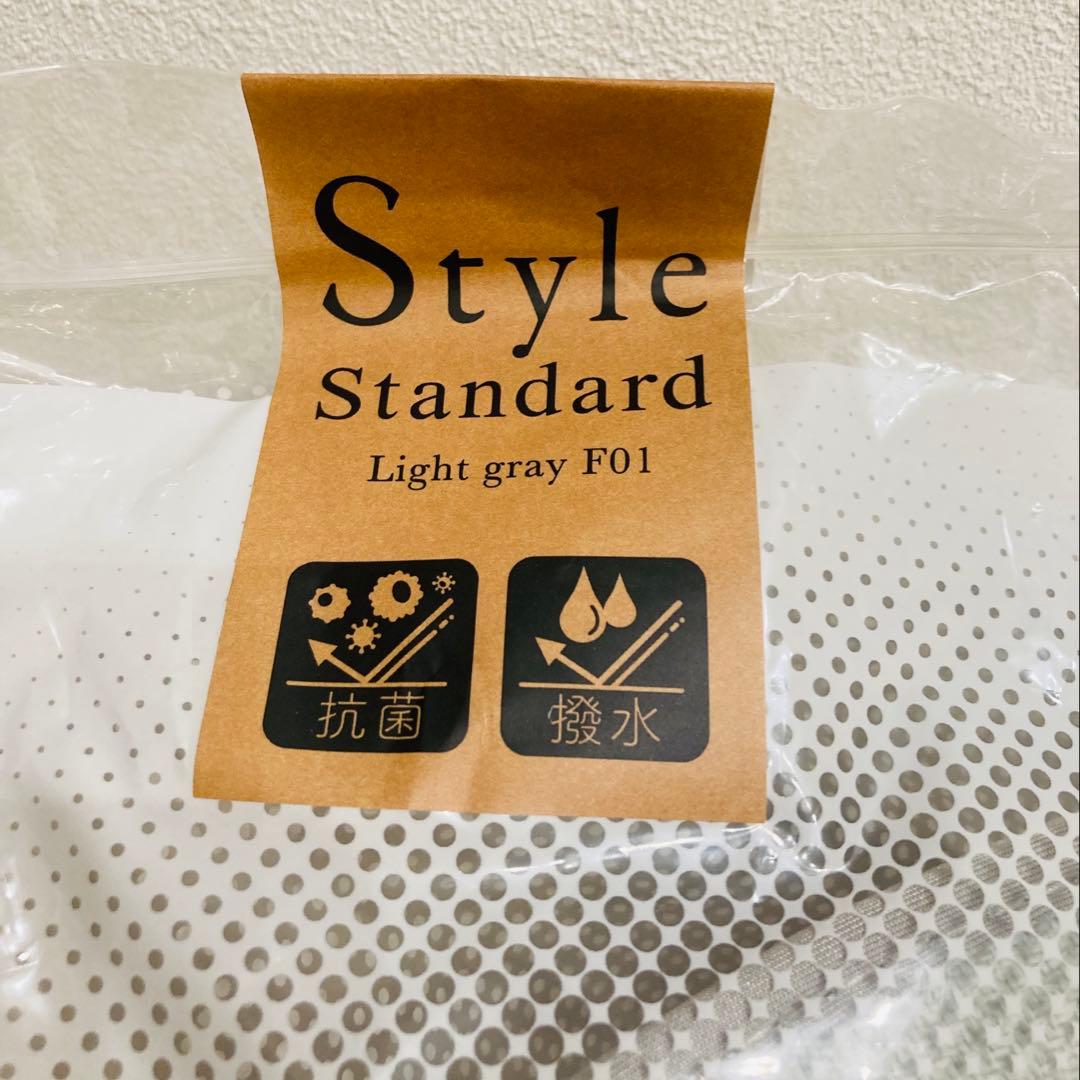 Style
Standard
Light gray F01
抗菌
撥水